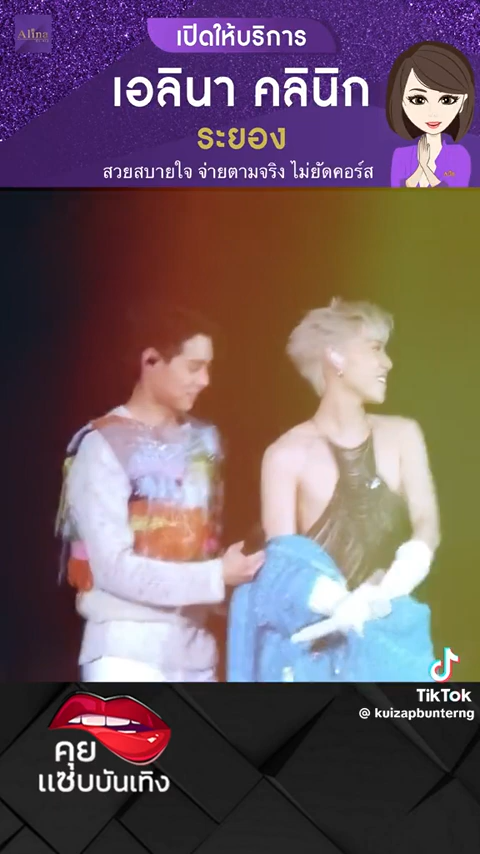 Alina
เปิดให้บริการ
เอลินา คลินิก
ระยอง
สวยสบายใจ จ่ายตามจริง ไม่ยัดคอร์ส
TikTok
@ kuizapbunterng
คุย
แซ่บบันเทิง